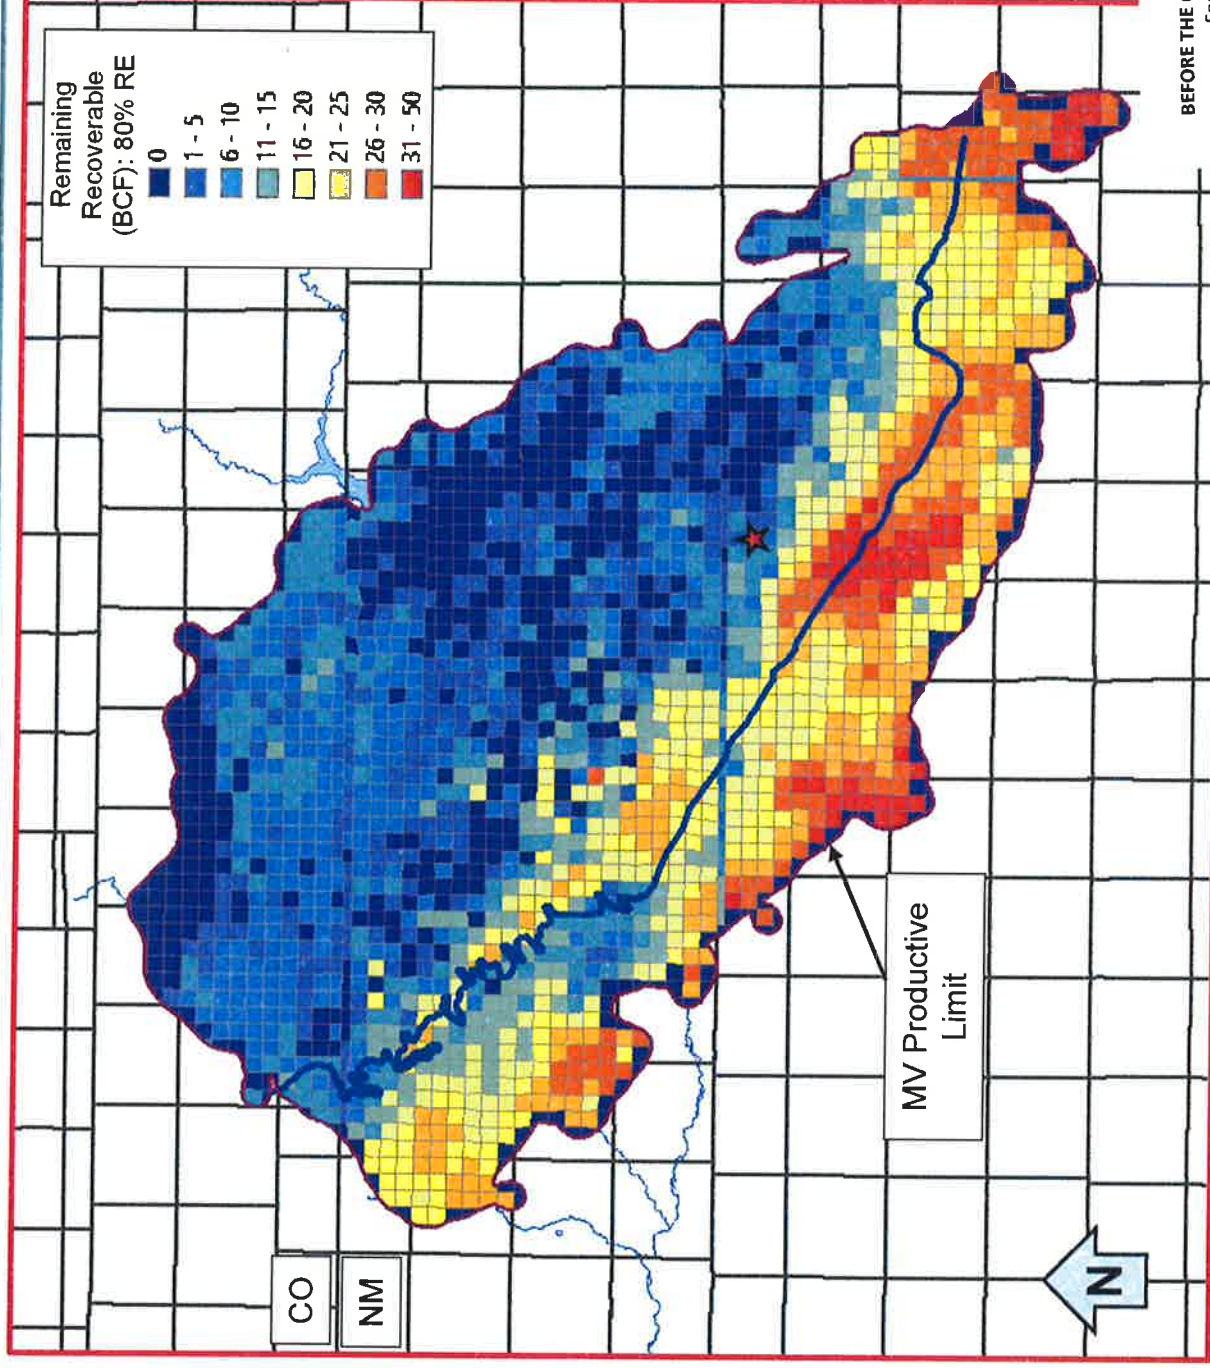 Remaining
Recoverable
(BCF): 80% RE
0
1 - 5
6 - 10
11 - 15
16 - 20
21 - 25
26 - 30
31 - 50
CO
NM
MV Productive
Limit
N
BEFORE THE